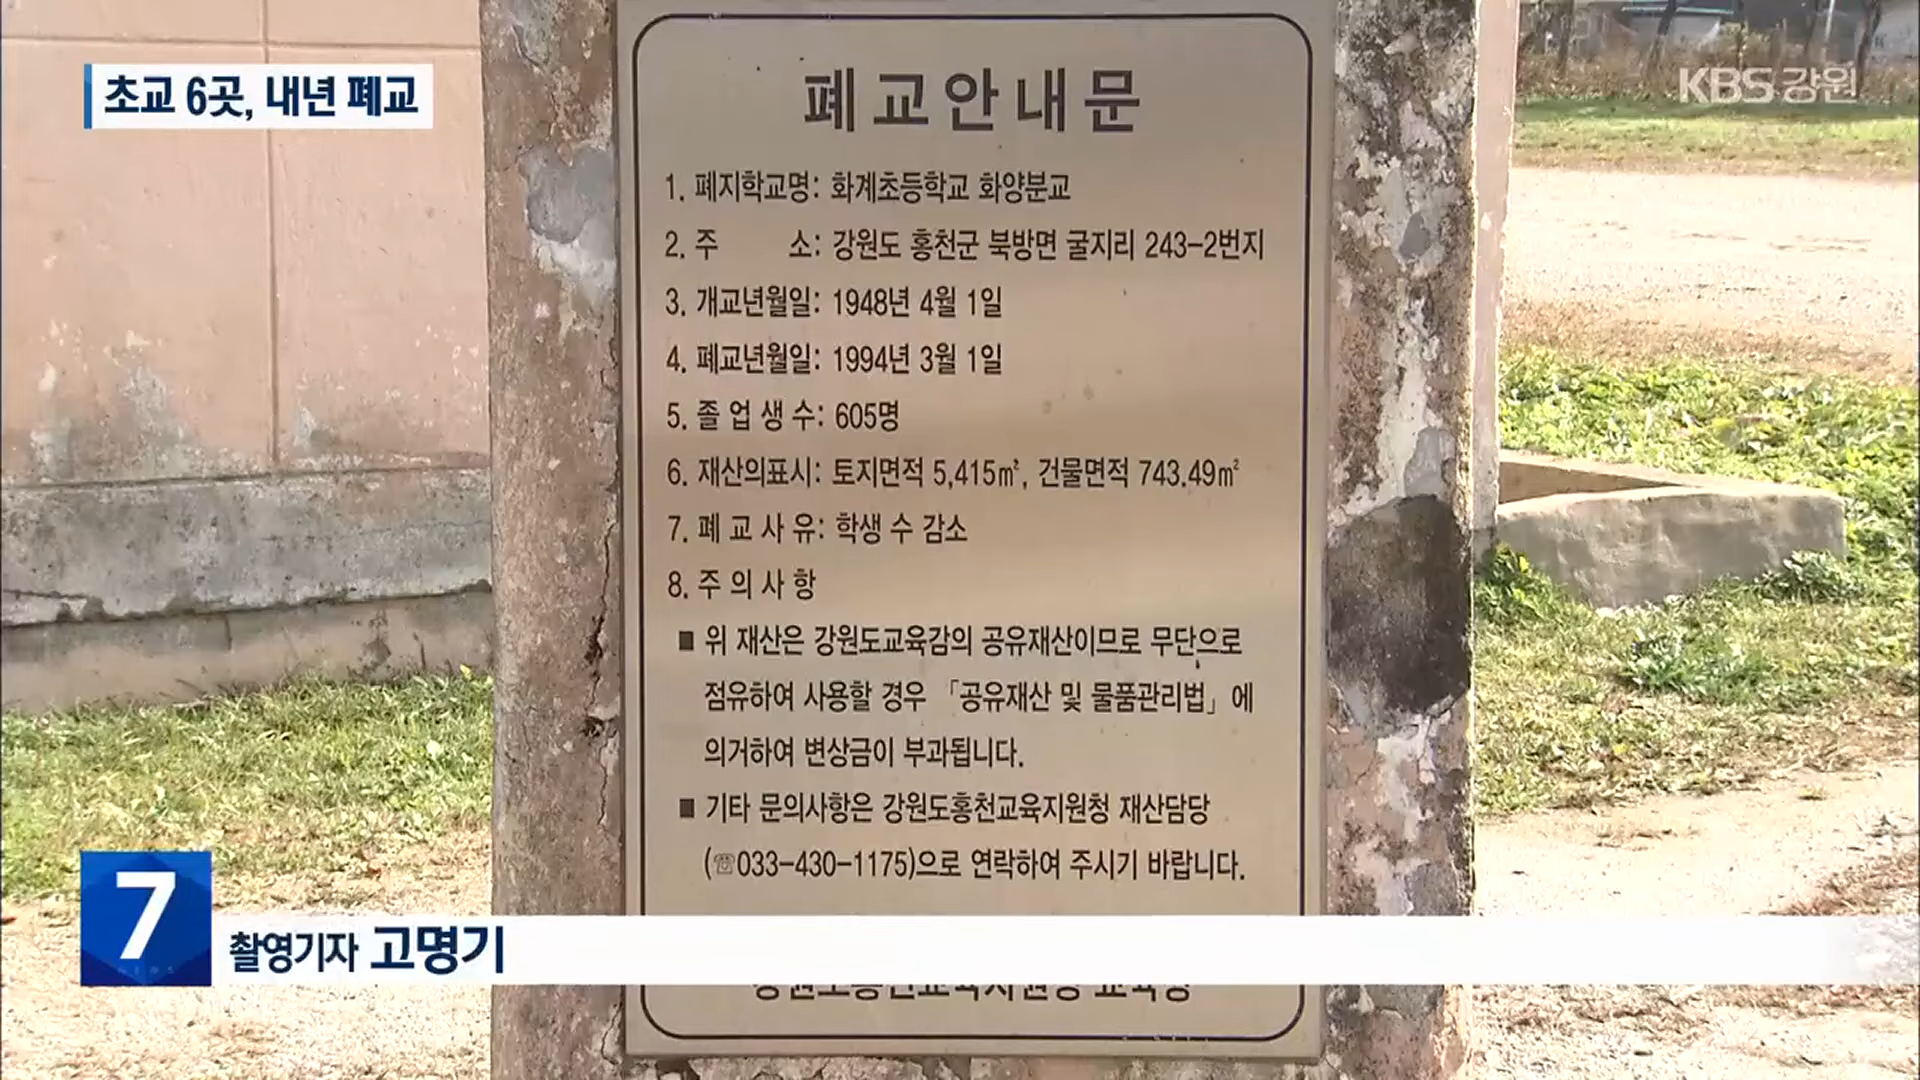 초교 6곳, 내년 폐교
KBS 강원
폐교안내문
1. 폐지학교명: 화계초등학교 화양분교
2. 주 소: 강원도 홍천군 북방면 굴지리 243-2번지
3. 개교년월일: 1948년 4월 1일
4. 폐교년월일: 1994년 3월 1일
5. 졸 업 생 수: 605명
6. 재산의표시: 토지면적 5,415㎡, 건물면적 743.49㎡
7. 폐 교 사 유: 학생 수 감소
8. 주 의 사 항
■ 위 재산은 강원도교육감의 공유재산이므로 무단으로
점유하여 사용할 경우 「공유재산 및 물품관리법」에
의거하여 변상금이 부과됩니다.
■ 기타 문의사항은 강원도홍천교육지원청 재산담당
(☏033-430-1175)으로 연락하여 주시기 바랍니다.
7
NEWS
촬영기자 고명기